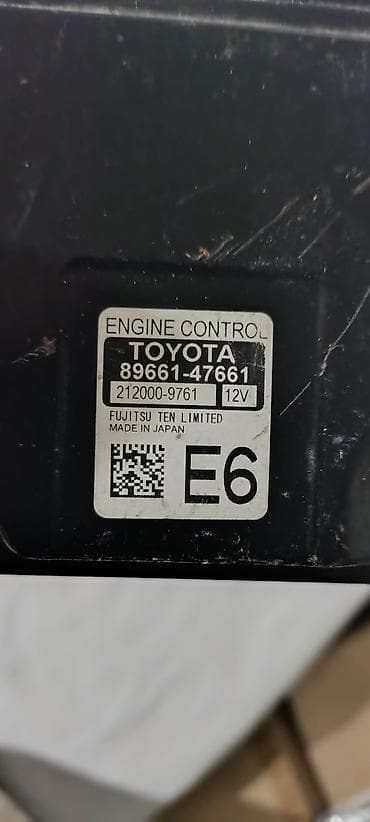 ENGINE CONTROL
TOYOTA
89661-47661
212000-9761 12V
FUJITSU TEN LIMITED
MADE IN JAPAN
E6